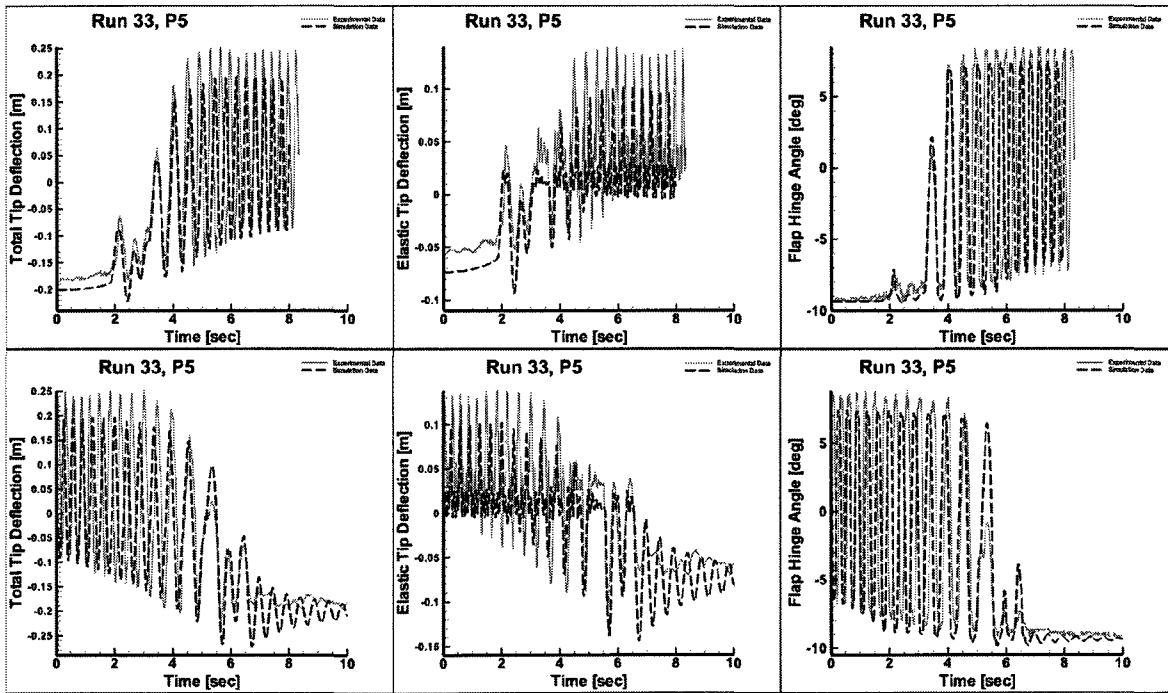 Run 33, P5
Experimental Data
Simulation Data
Total Tip Deflection [m]
0.25
0.2
0.15
0.1
0.05
0
-0.05
-0.1
-0.15
-0.2
0 2 4 6 8 10
Time [sec]
Run 33, P5
Experimental Data
Simulation Data
Elastic Tip Deflection [m]
0.1
0.05
0
-0.05
-0.1
0 2 4 6 8 10
Time [sec]
Run 33, P5
Experimental Data
Simulation Data
Flap Hinge Angle [deg]
5
0
-5
-10
0 2 4 6 8 10
Time [sec]
Run 33, P5
Experimental Data
Simulation Data
Total Tip Deflection [m]
0.25
0.2
0.15
0.1
0.05
0
-0.05
-0.1
-0.15
-0.2
-0.25
0 2 4 6 8 10
Time [sec]
Run 33, P5
Experimental Data
Simulation Data
Elastic Tip Deflection [m]
0.1
0.05
0
-0.05
-0.1
-0.15
0 2 4 6 8 10
Time [sec]
Run 33, P5
Experimental Data
Simulation Data
Flap Hinge Angle [deg]
5
0
-5
-10
0 2 4 6 8 10
Time [sec]